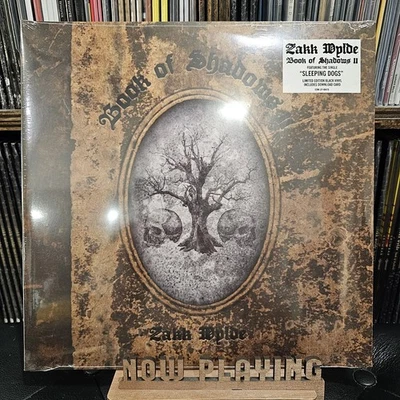 Book of Shadows
Zakk Wylde
Book of Shadows II
FEATURING THE SINGLE
"SLEEPING DOGS"
LIMITED EDITION BLACK VINYL
INCLUDES DOWNLOAD CARD
Zakk Wylde
NOW PLAYING